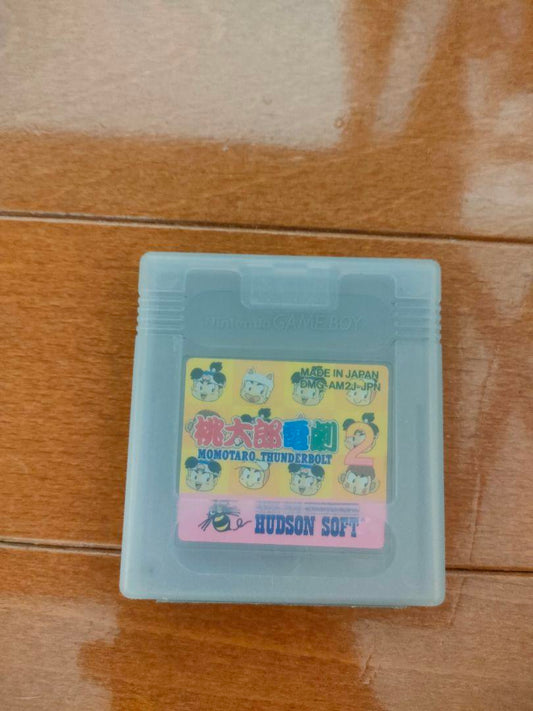 Nintendo GAME BOY
MADE IN JAPAN
DMG-AM2J-JPN
桃太郎電劇2
MOMOTARO THUNDERBOLT
HUDSON SOFT